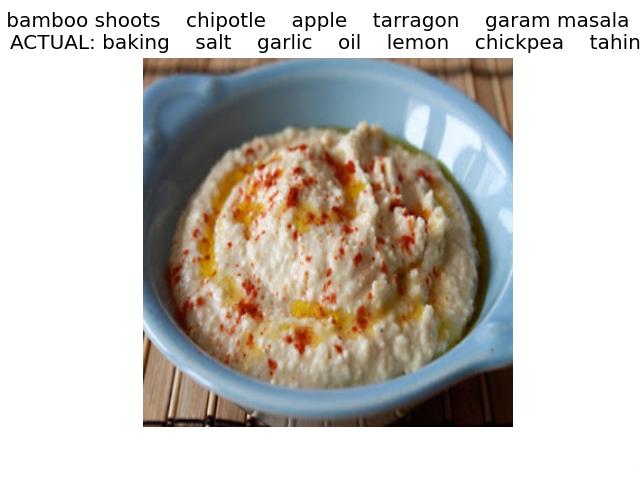 bamboo shoots chipotle apple tarragon garam masala
ACTUAL: baking salt garlic oil lemon chickpea tahin